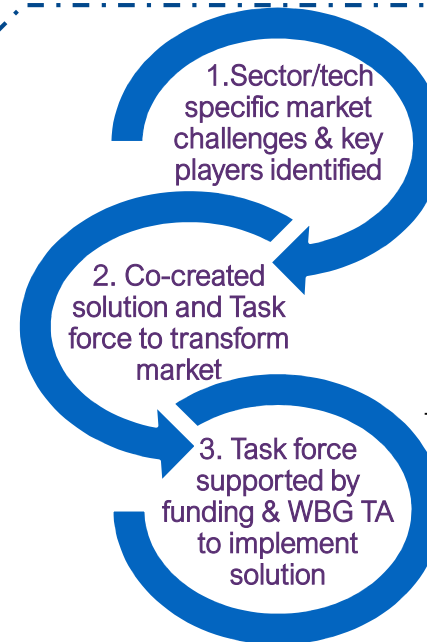 1.Sector/tech
specific market
challenges & key
players identified
2. Co-created
solution and Task
force to transform
market
3. Task force
supported by
funding & WBG TA
to implement
solution